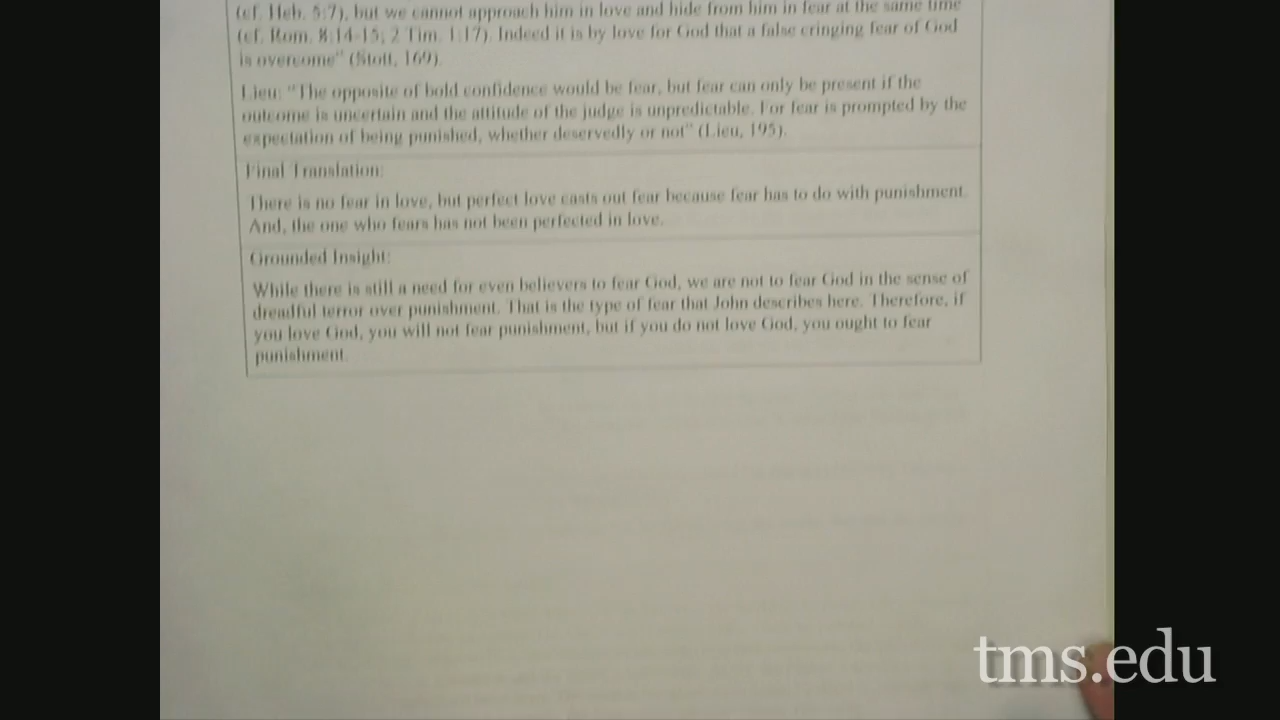 (cf. Heb. 5:7), but we cannot approach him in love and hide from him in fear at the same time
(cf. Rom. 8:14-15; 2 Tim. 1:17). Indeed it is by love for God that a false cringing fear of God
is overcome" (Stott, 169).
Lieu: "The opposite of bold confidence would be fear, but fear can only be present if the
outcome is uncertain and the attitude of the judge is unpredictable. For fear is prompted by the
expectation of being punished, whether deservedly or not" (Lieu, 195).
Final Translation:
There is no fear in love, but perfect love casts out fear because fear has to do with punishment.
And, the one who fears has not been perfected in love.
Grounded Insight:
While there is still a need for even believers to fear God, we are not to fear God in the sense of
dreadful terror over punishment. That is the type of fear that John describes here. Therefore, if
you love God, you will not fear punishment, but if you do not love God, you ought to fear
punishment.
tms.edu